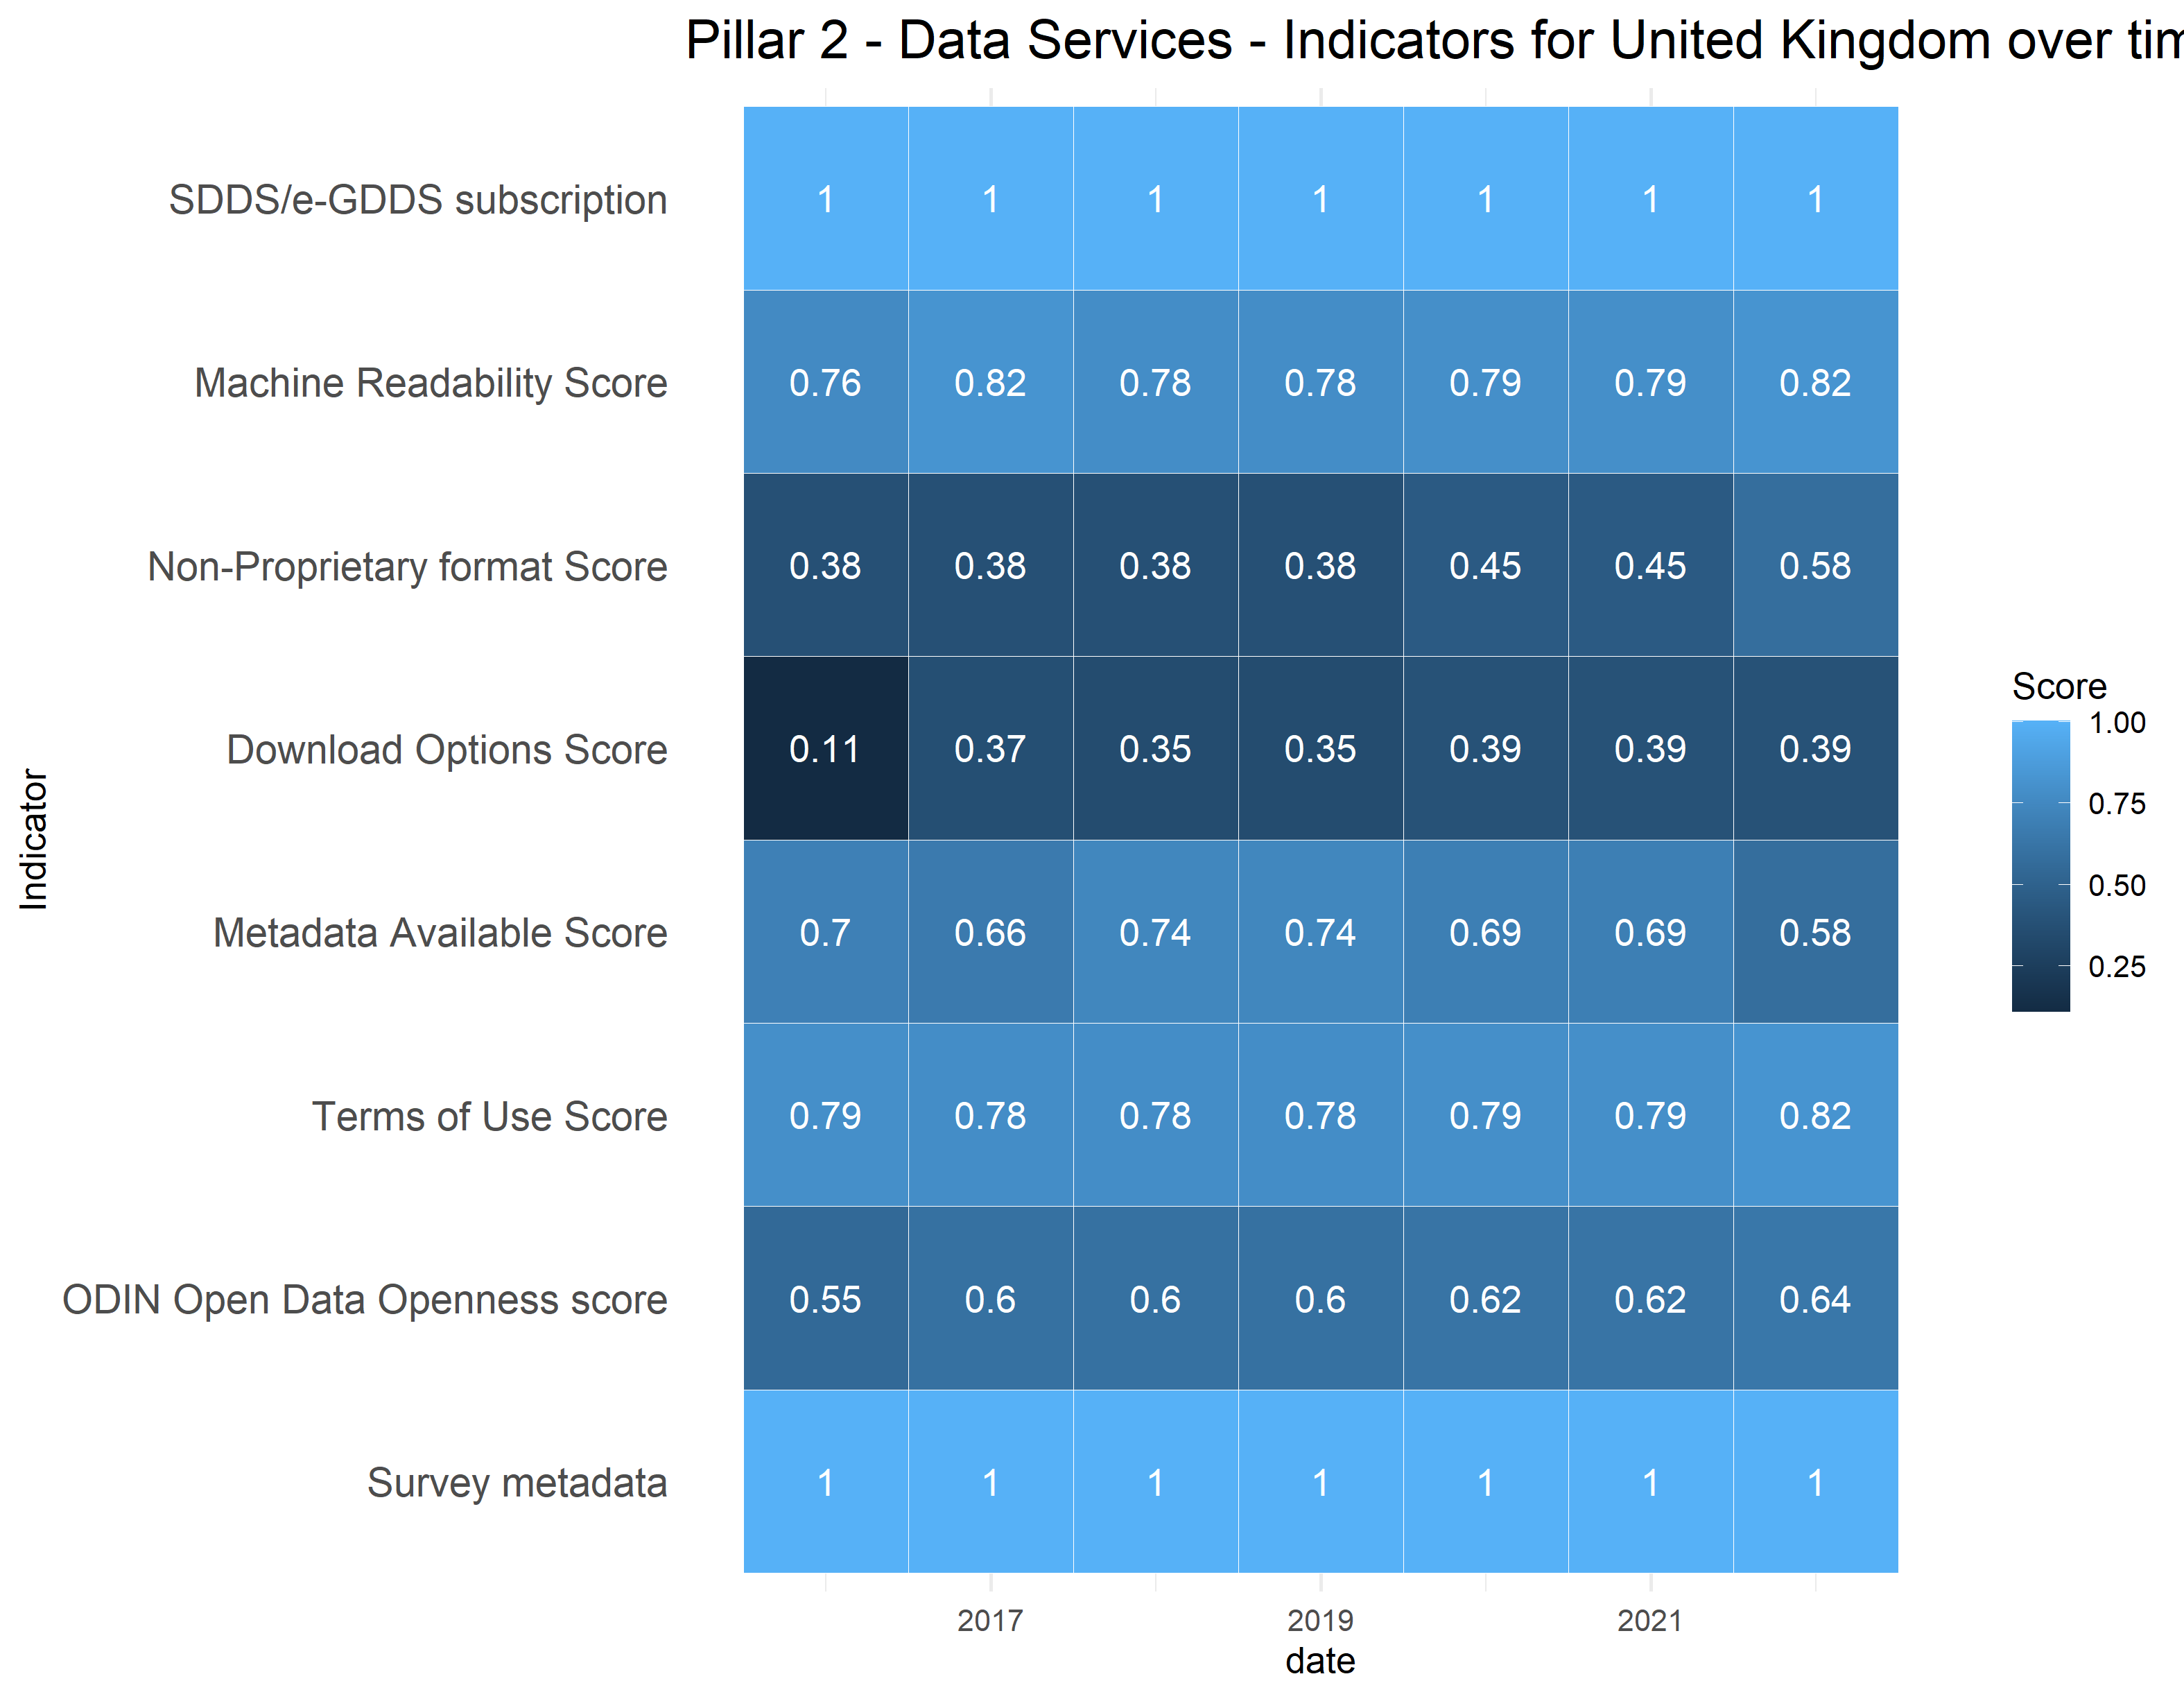 Pillar 2 - Data Services - Indicators for United Kingdom over tim
SDDS/e-GDDS subscription 1 1 1 1 1 1 1
Machine Readability Score 0.76 0.82 0.78 0.78 0.79 0.79 0.82
Non-Proprietary format Score 0.38 0.38 0.38 0.38 0.45 0.45 0.58
Download Options Score 0.11 0.37 0.35 0.35 0.39 0.39 0.39
Metadata Available Score 0.7 0.66 0.74 0.74 0.69 0.69 0.58
Terms of Use Score 0.79 0.78 0.78 0.78 0.79 0.79 0.82
ODIN Open Data Openness score 0.55 0.6 0.6 0.6 0.62 0.62 0.64
Survey metadata 1 1 1 1 1 1 1
2017 2019 2021
date
Indicator
Score
1.00
0.75
0.50
0.25